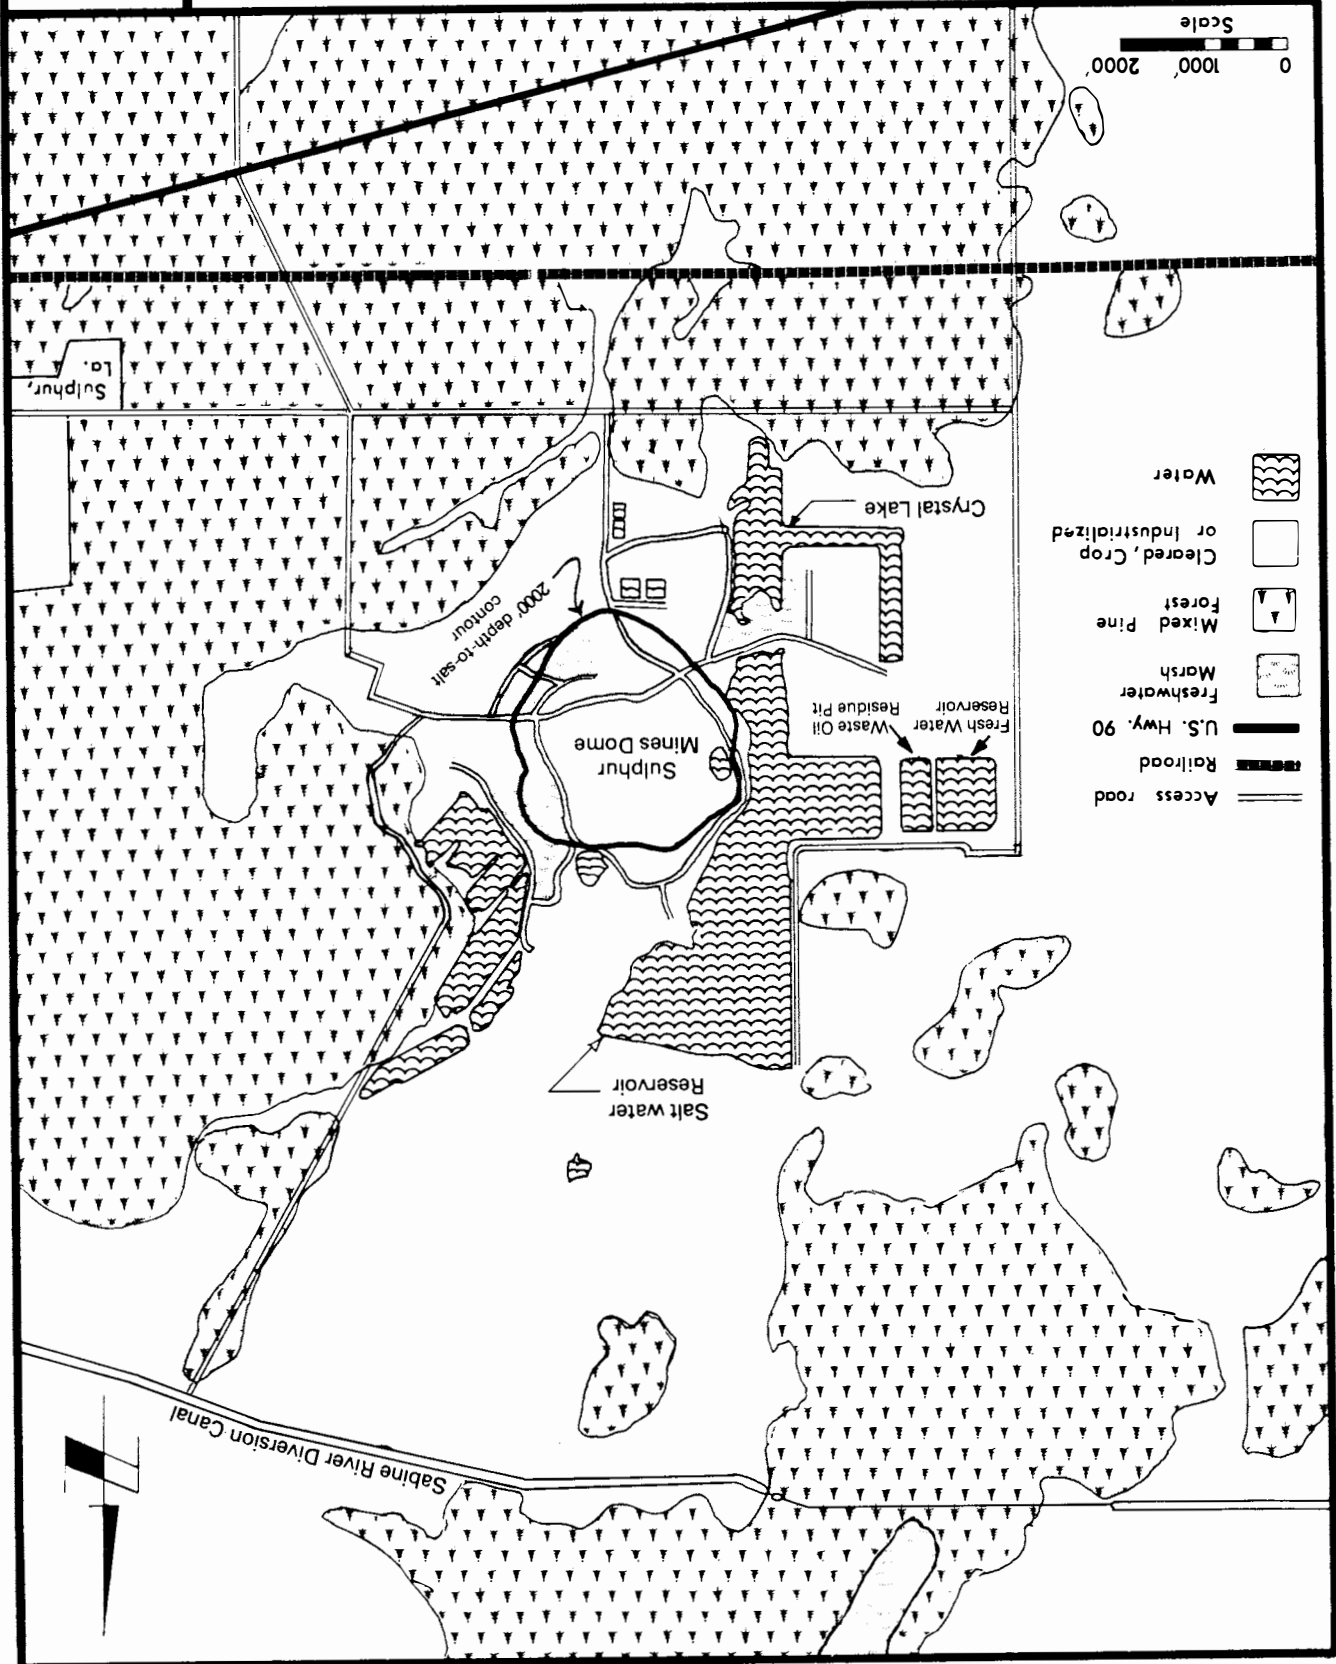 Sabine River Diversion Canal
Salt water
Reservoir
Sulphur
Mines Dome
Fresh Water
Reservoir
Waste Oil
Residue Pit
2000' depth-to-salt
contour
Crystal Lake
Sulphur,
La.
Access road
Railroad
U.S. Hwy. 90
Freshwater
Marsh
Mixed Pine
Forest
Cleared, Crop
or Industrialized
Water
0 1000' 2000'
Scale